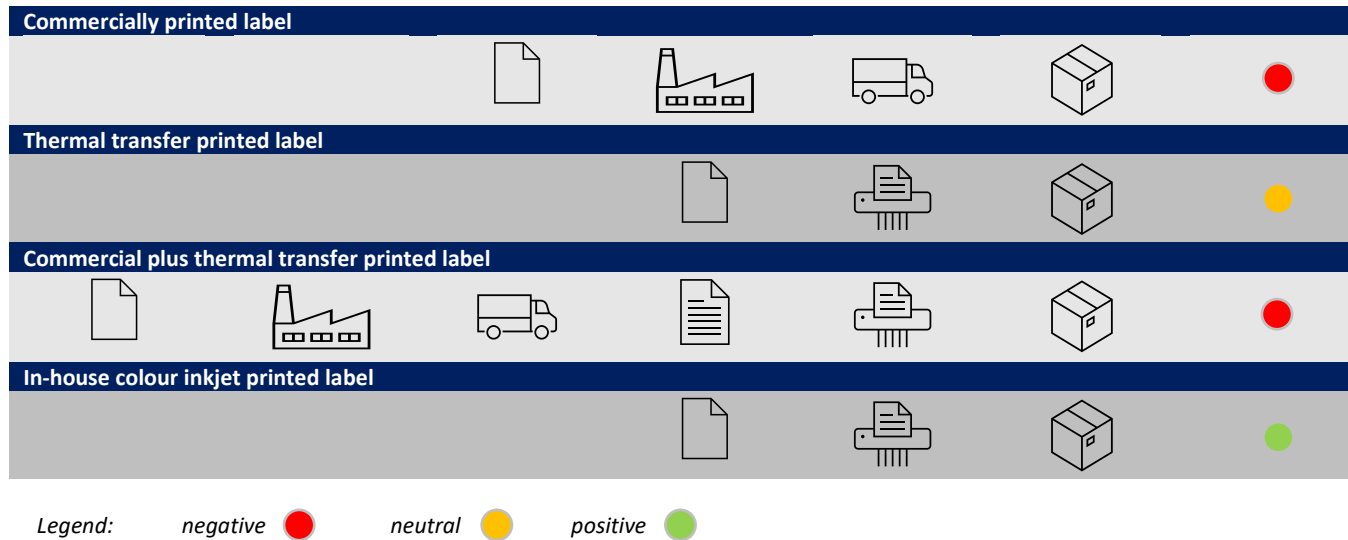 Commercially printed label
Thermal transfer printed label
Commercial plus thermal transfer printed label
In-house colour inkjet printed label
Legend: negative neutral positive